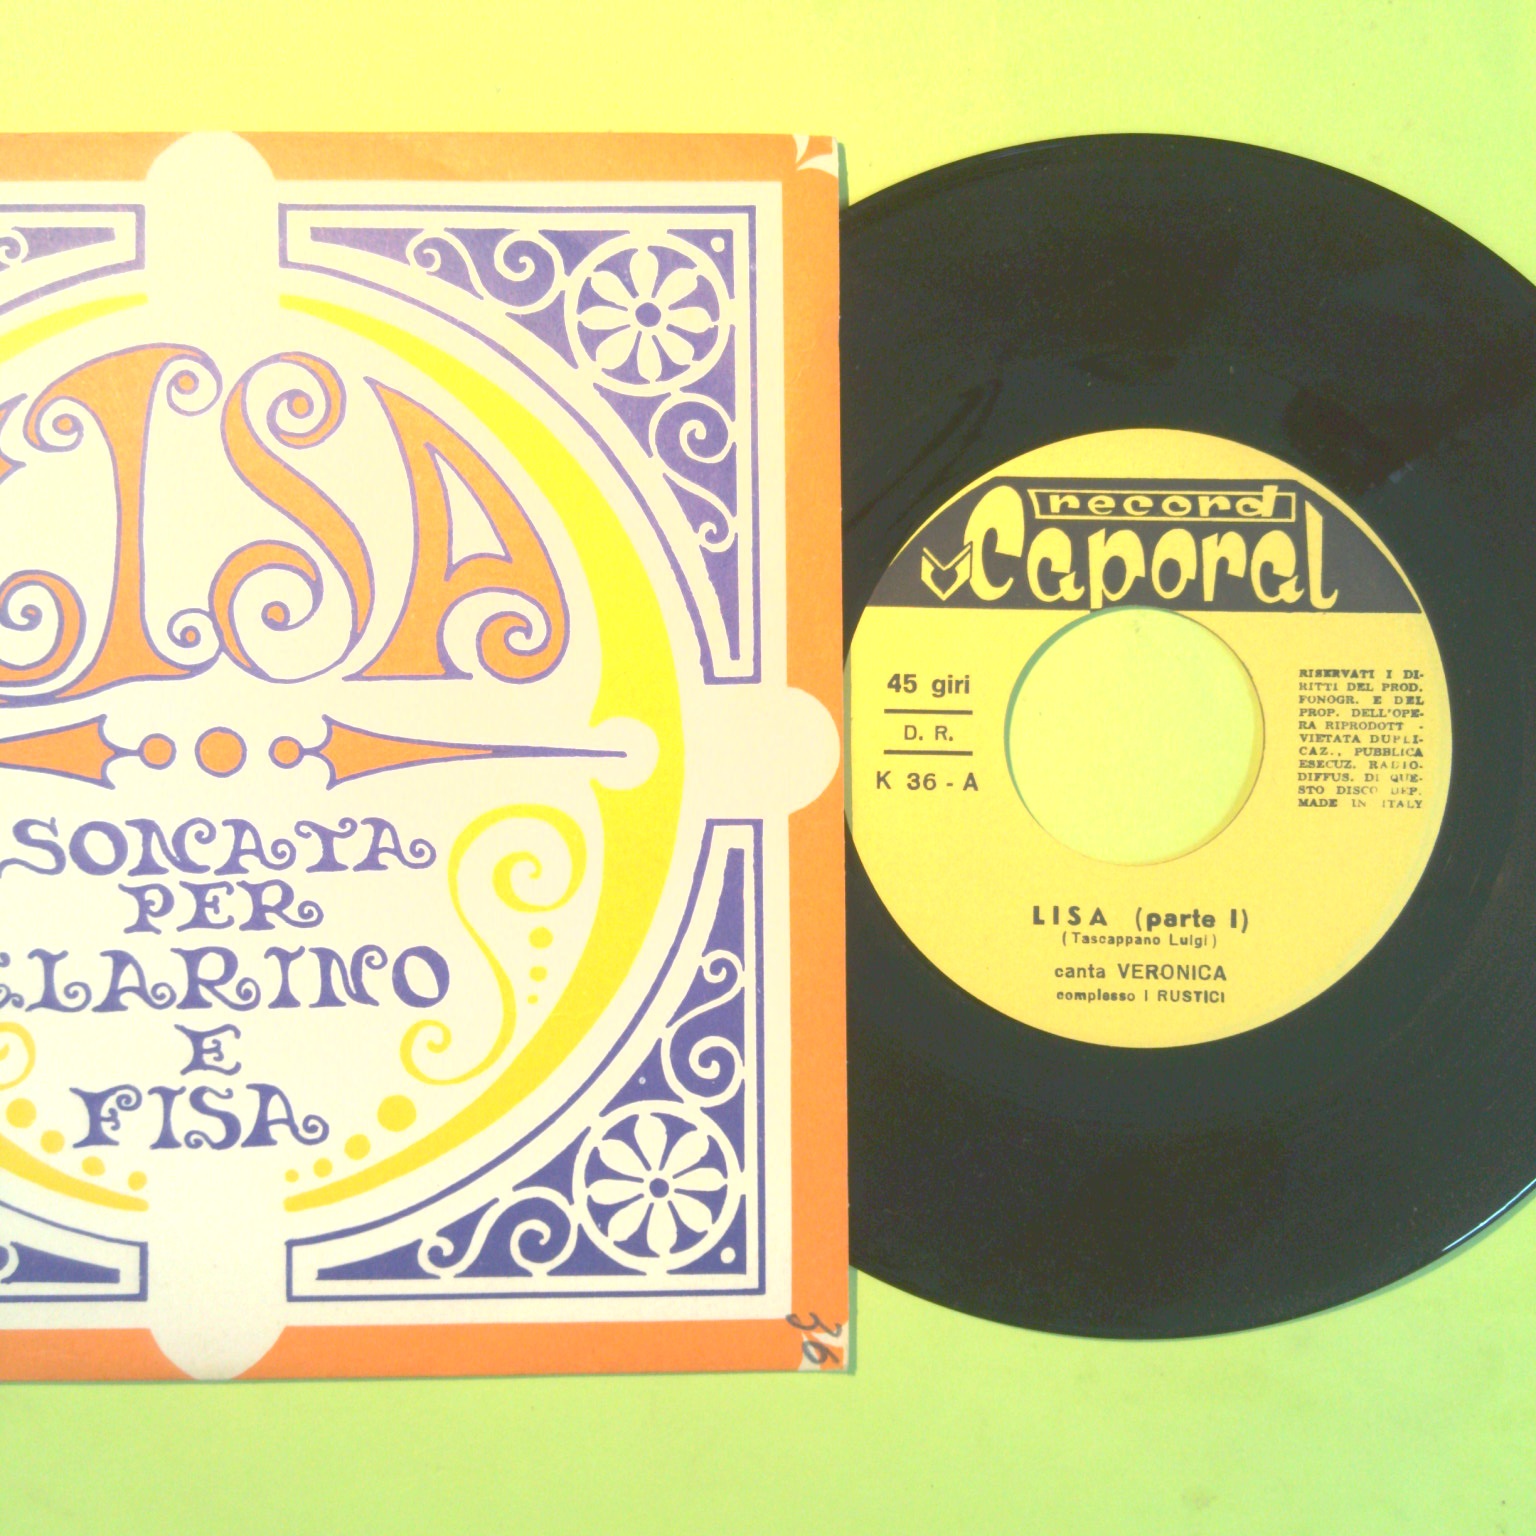 LISA
SONATA
PER
CLARINO
E
FISA
36
record
Caporal
45 giri
D. R.
K 36 - A
RISERVATI I DI-
RITTI DEL PROD.
FONOGR. E DEL
PROP. DELL'OPE-
RA RIPRODOTT -
VIETATA DUPLI-
CAZ., PUBBLICA
ESECUZ. RADIO-
DIFFUS. DI QUE-
STO DISCO DEP.
MADE IN ITALY
LISA (parte I)
(Tascappano Luigi)
canta VERONICA
complesso I RUSTICI